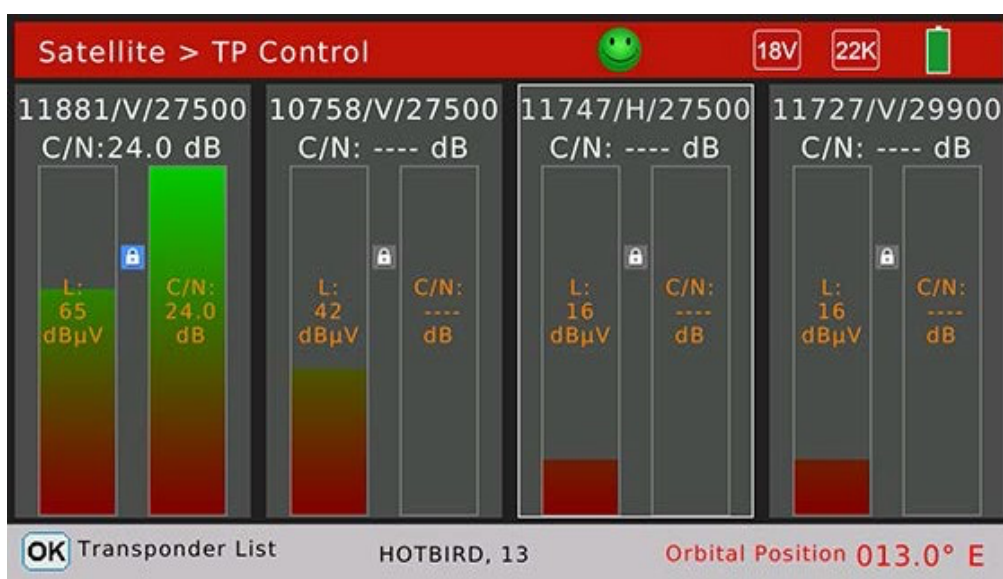 Satellite > TP Control
18V 22K
11881/V/27500
C/N:24.0 dB
L:
65
dBµV
C/N:
24.0
dB
10758/V/27500
C/N: ---- dB
L:
42
dBµV
C/N:
----
dB
11747/H/27500
C/N: ---- dB
L:
16
dBµV
C/N:
----
dB
11727/V/29900
C/N: ---- dB
L:
16
dBµV
C/N:
----
dB
OK Transponder List
HOTBIRD, 13
Orbital Position 013.0° E